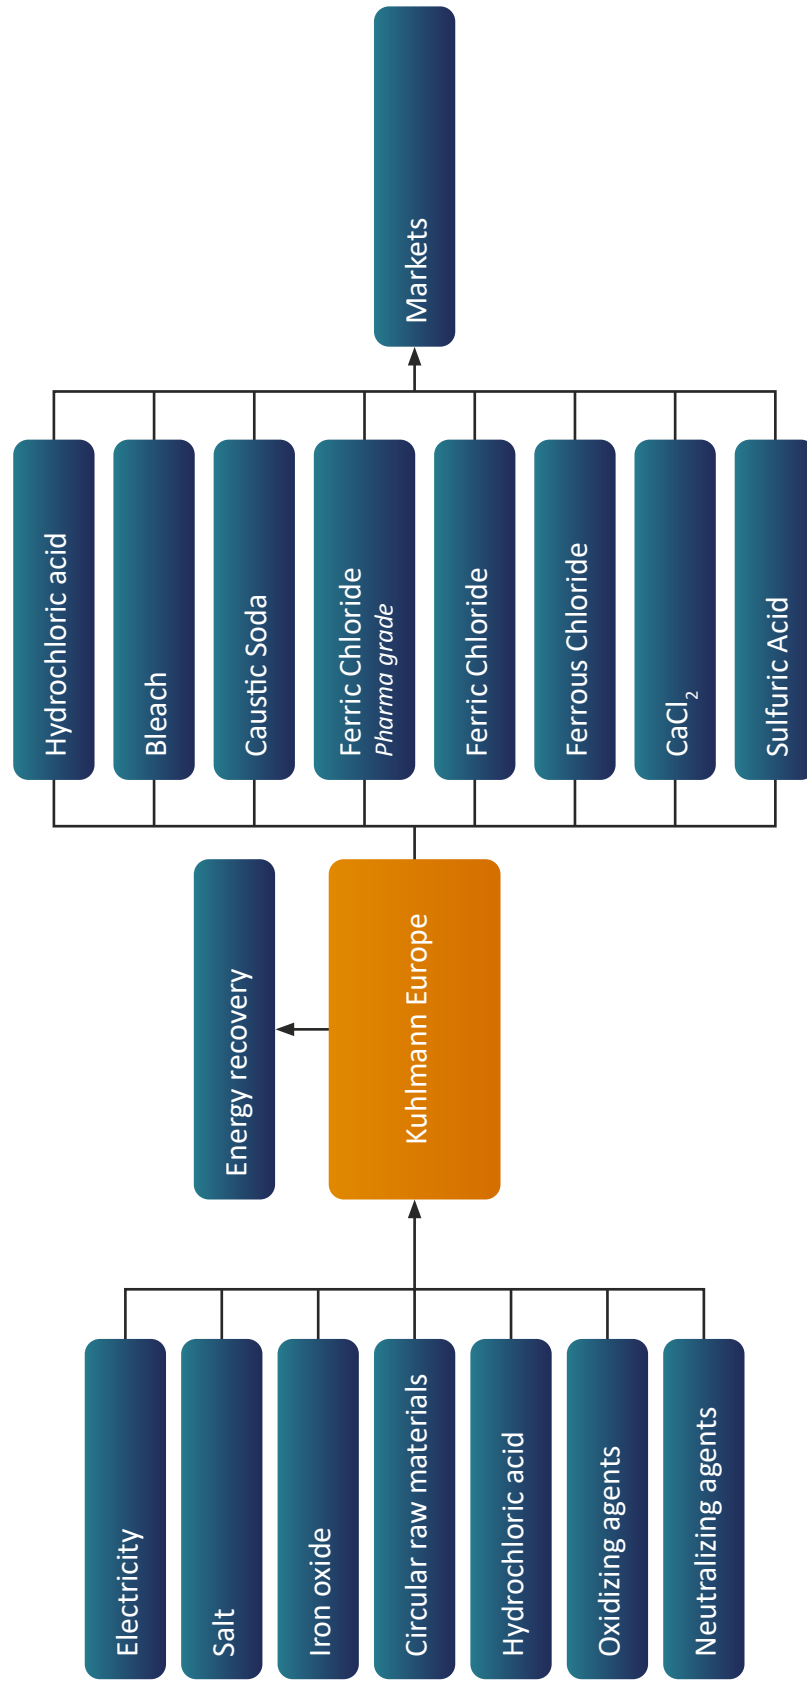 Electricity
Salt
Iron oxide
Circular raw materials
Hydrochloric acid
Oxidizing agents
Neutralizing agents
Energy recovery
Kuhlmann Europe
Hydrochloric acid
Bleach
Caustic Soda
Ferric Chloride
Pharma grade
Ferric Chloride
Ferrous Chloride
CaCl₂
Sulfuric Acid
Markets